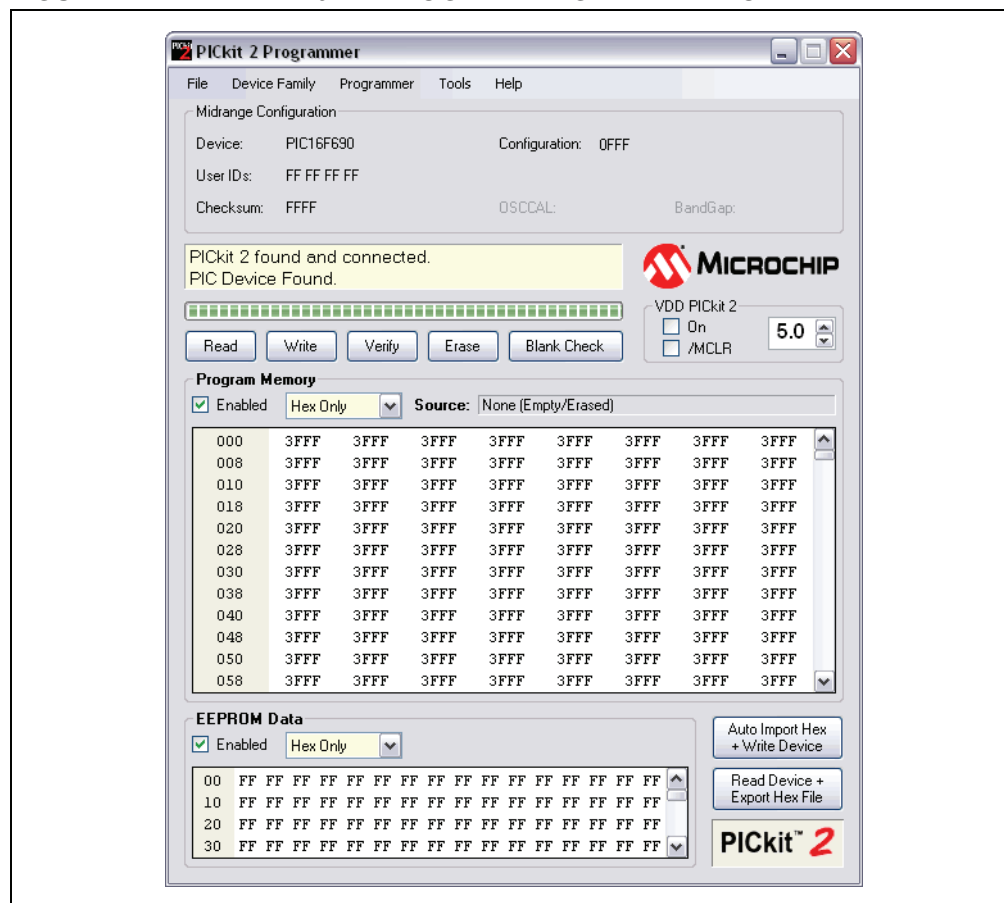 PICkit 2 Programmer
File Device Family Programmer Tools Help
Midrange Configuration
Device: PIC16F690 Configuration: 0FFF
User IDs: FF FF FF FF
Checksum: FFFF OSCCAL: BandGap:
PICkit 2 found and connected.
PIC Device Found.
MICROCHIP
VDD PICkit 2
On
/MCLR
5.0
Read Write Verify Erase Blank Check
Program Memory
Enabled Hex Only Source: None (Empty/Erased)
000 3FFF 3FFF 3FFF 3FFF 3FFF 3FFF 3FFF 3FFF
008 3FFF 3FFF 3FFF 3FFF 3FFF 3FFF 3FFF 3FFF
010 3FFF 3FFF 3FFF 3FFF 3FFF 3FFF 3FFF 3FFF
018 3FFF 3FFF 3FFF 3FFF 3FFF 3FFF 3FFF 3FFF
020 3FFF 3FFF 3FFF 3FFF 3FFF 3FFF 3FFF 3FFF
028 3FFF 3FFF 3FFF 3FFF 3FFF 3FFF 3FFF 3FFF
030 3FFF 3FFF 3FFF 3FFF 3FFF 3FFF 3FFF 3FFF
038 3FFF 3FFF 3FFF 3FFF 3FFF 3FFF 3FFF 3FFF
040 3FFF 3FFF 3FFF 3FFF 3FFF 3FFF 3FFF 3FFF
048 3FFF 3FFF 3FFF 3FFF 3FFF 3FFF 3FFF 3FFF
050 3FFF 3FFF 3FFF 3FFF 3FFF 3FFF 3FFF 3FFF
058 3FFF 3FFF 3FFF 3FFF 3FFF 3FFF 3FFF 3FFF
EEPROM Data
Enabled Hex Only
00 FF FF FF FF FF FF FF FF FF FF FF FF FF FF FF FF
10 FF FF FF FF FF FF FF FF FF FF FF FF FF FF FF FF
20 FF FF FF FF FF FF FF FF FF FF FF FF FF FF FF FF
30 FF FF FF FF FF FF FF FF FF FF FF FF FF FF FF FF
Auto Import Hex
+ Write Device
Read Device +
Export Hex File
PICkit™ 2